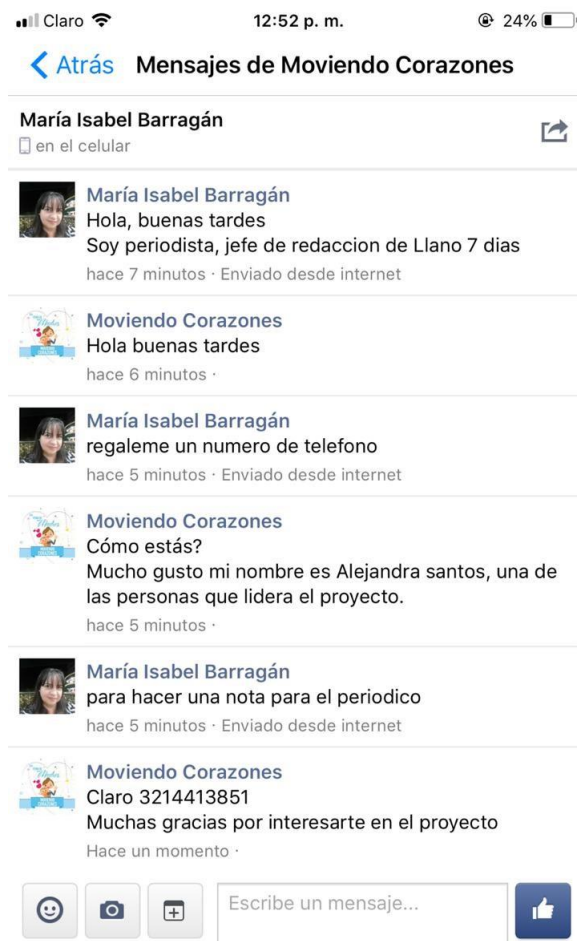 Claro 12:52 p. m. 24%
Atrás Mensajes de Moviendo Corazones
María Isabel Barragán
en el celular
María Isabel Barragán
Hola, buenas tardes
Soy periodista, jefe de redaccion de Llano 7 dias
hace 7 minutos · Enviado desde internet
Moviendo Corazones
Hola buenas tardes
hace 6 minutos ·
María Isabel Barragán
regaleme un numero de telefono
hace 5 minutos · Enviado desde internet
Moviendo Corazones
Cómo estás?
Mucho gusto mi nombre es Alejandra santos, una de
las personas que lidera el proyecto.
hace 5 minutos ·
María Isabel Barragán
para hacer una nota para el periodico
hace 5 minutos · Enviado desde internet
Moviendo Corazones
Claro 3214413851
Muchas gracias por interesarte en el proyecto
Hace un momento ·
Escribe un mensaje...